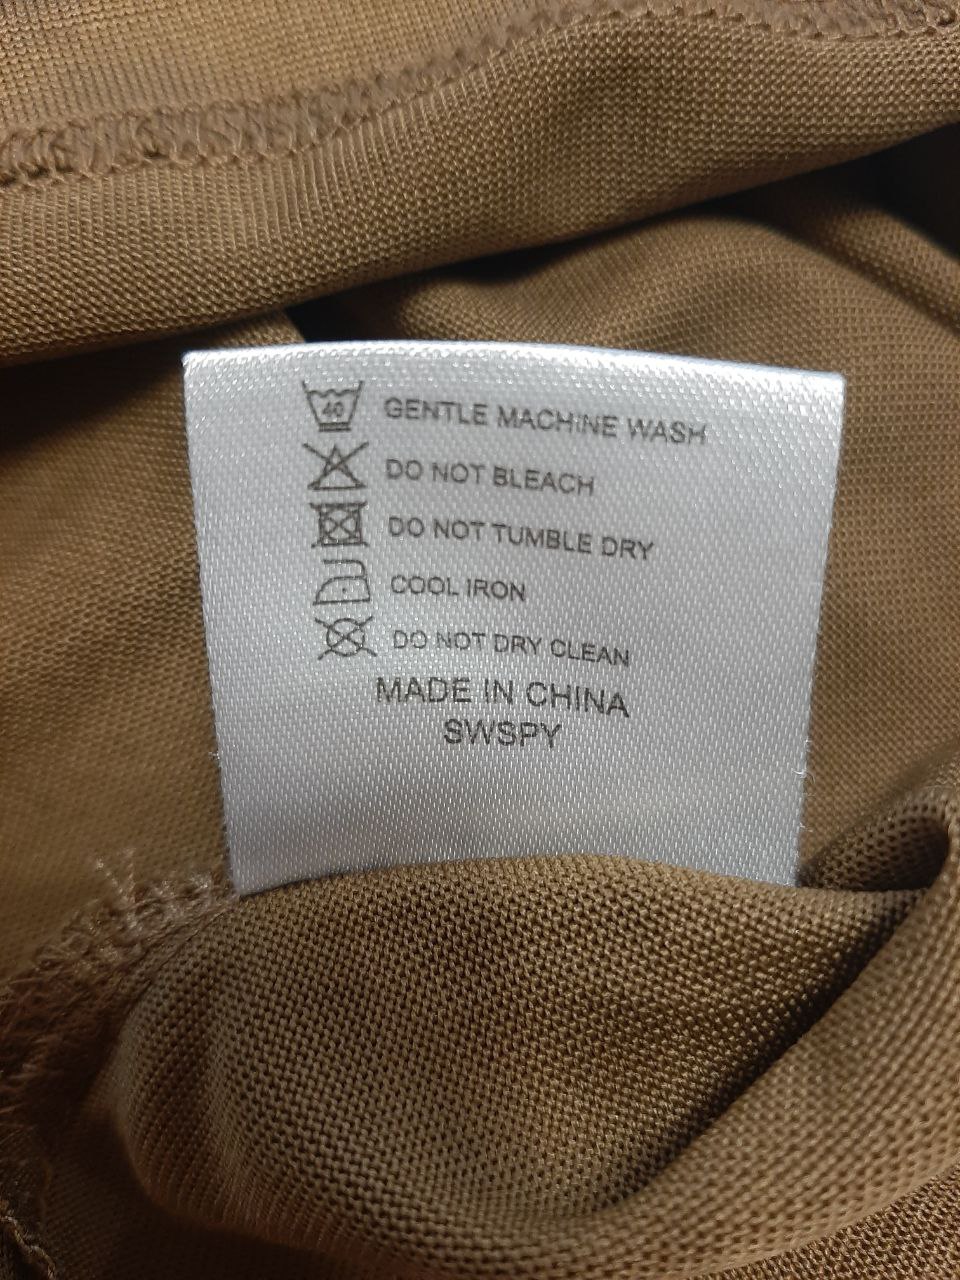 40 GENTLE MACHINE WASH
DO NOT BLEACH
DO NOT TUMBLE DRY
COOL IRON
DO NOT DRY CLEAN
MADE IN CHINA
SWSPY